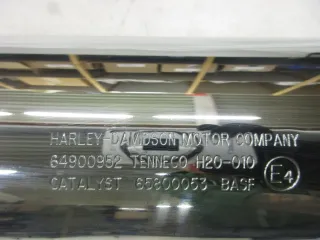 HARLEY-DAVIDSON MOTOR COMPANY
64900952 TENNECO H20-010
CATALYST 65800053 BASF E4